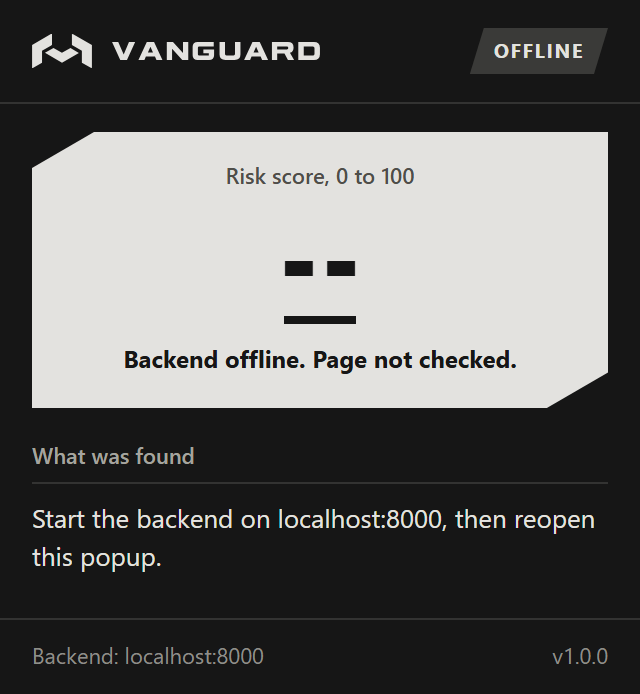 VANGUARD
OFFLINE
Risk score, 0 to 100
--
Backend offline. Page not checked.
What was found
Start the backend on localhost:8000, then reopen
this popup.
Backend: localhost:8000
v1.0.0